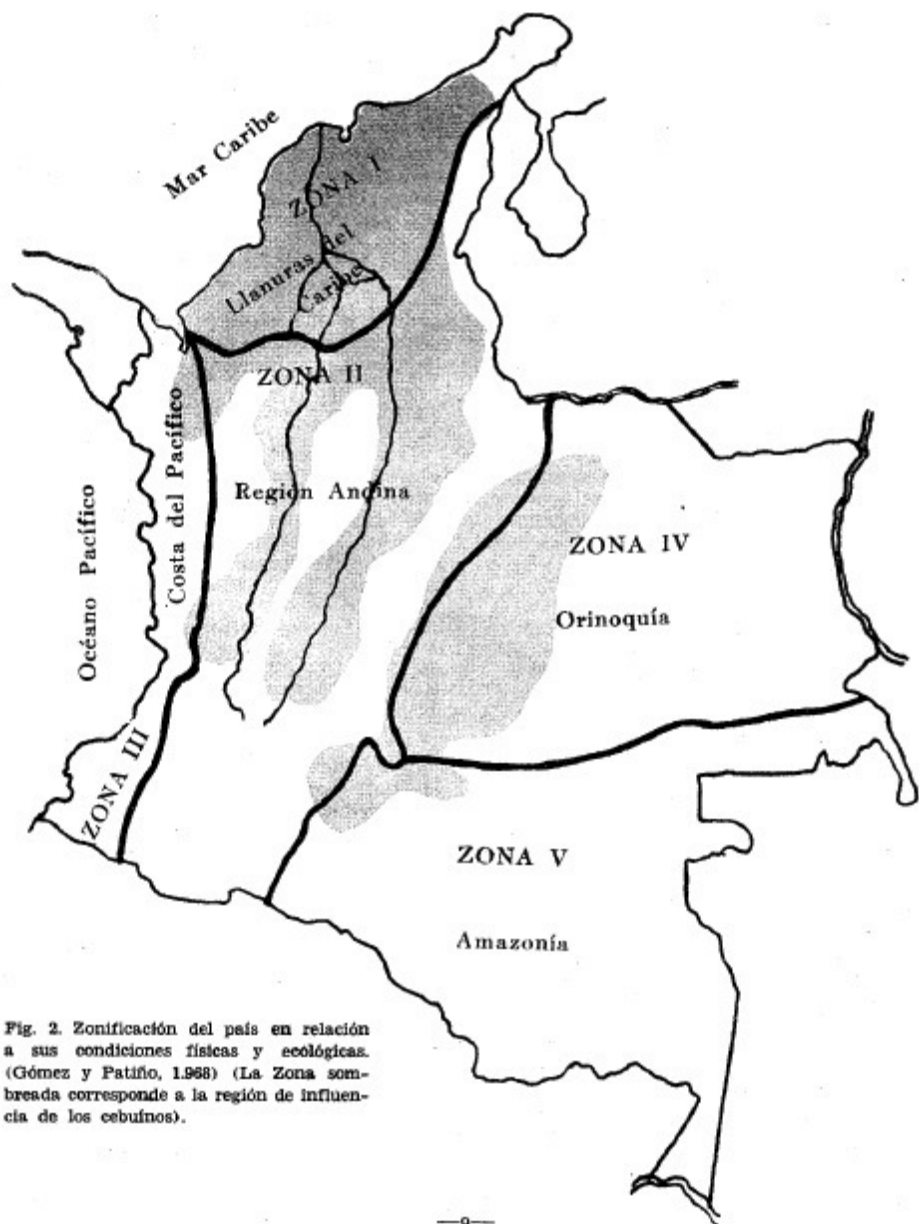 Mar Caribe
ZONA I
Llanuras del
Caribe
ZONA II
Región Andina
Costa del Pacífico
Océano Pacífico
ZONA III
ZONA IV
Orinoquía
ZONA V
Amazonía
Fig. 2. Zonificación del país en relación
a sus condiciones físicas y ecológicas.
(Gómez y Patiño, 1.968) (La Zona som-
breada corresponde a la región de influen-
cia de los cebuínos).
—9—